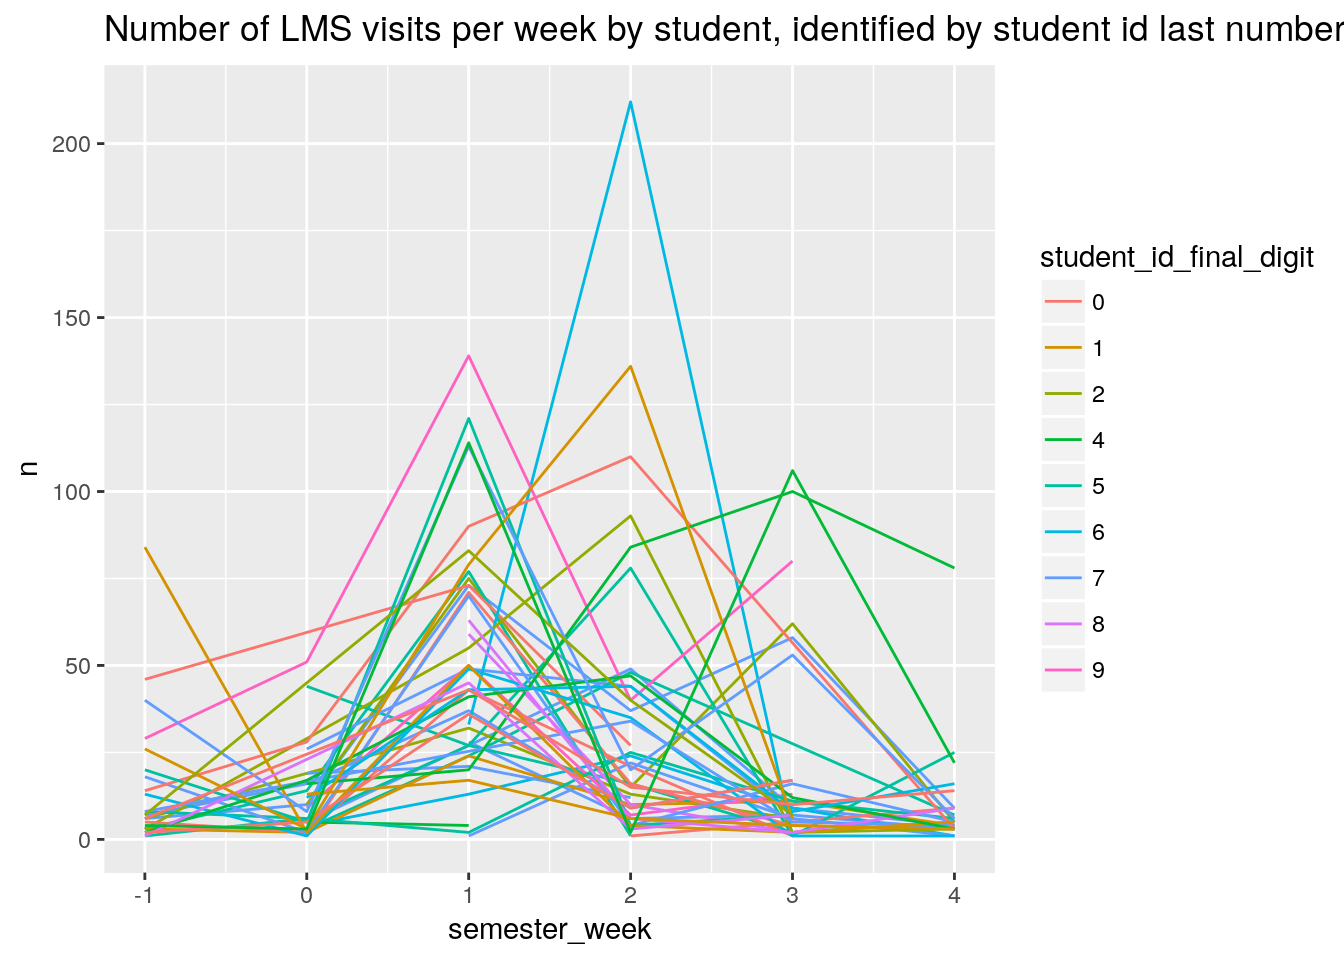 Number of LMS visits per week by student, identified by student id last number
200
150
100
50
0
n
-1 0 1 2 3 4
semester_week
student_id_final_digit
0
1
2
4
5
6
7
8
9